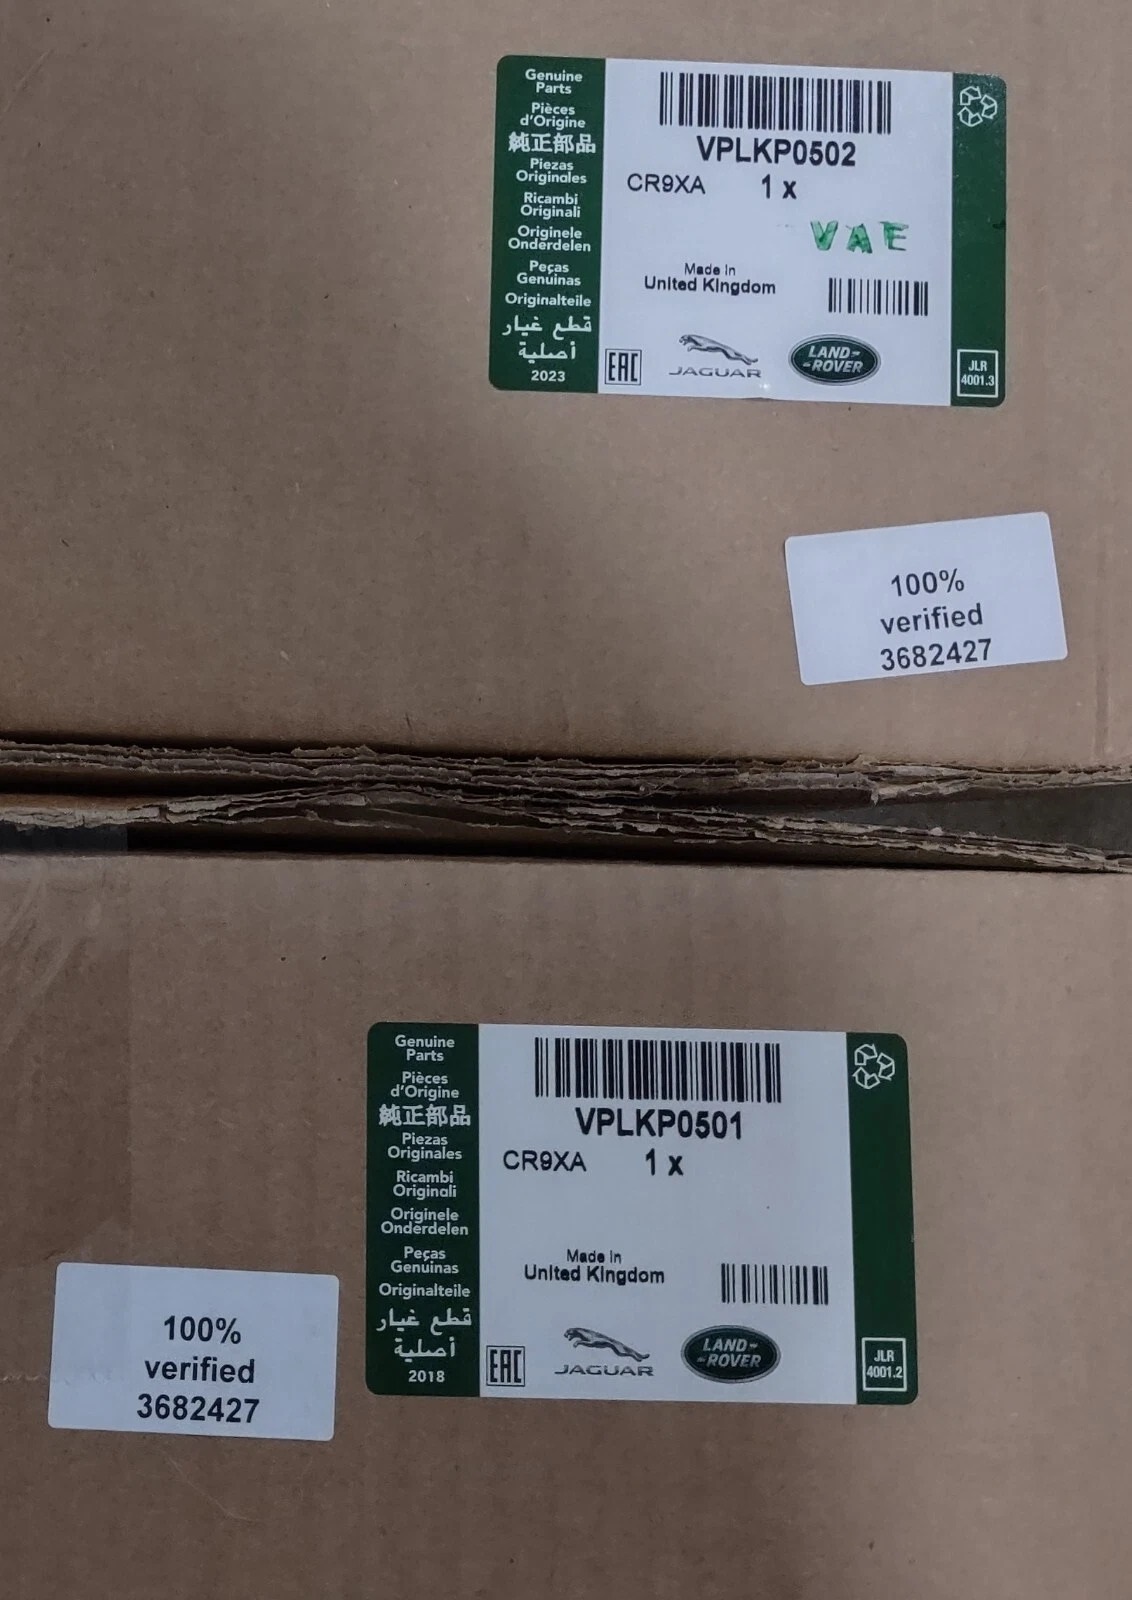 Genuine
Parts
Pièces
d'Origine
純正部品
Piezas
Originales
Ricambi
Originali
Originele
Onderdelen
Peças
Genuinas
Originalteile
قطع غيار
أصلية
2023
VPLKP0502
CR9XA 1 x
VAE
Made in
United Kingdom
EAC
JAGUAR
LAND-
-ROVER
JLR
4001.3
100%
verified
3682427
Genuine
Parts
Pièces
d'Origine
純正部品
Piezas
Originales
Ricambi
Originali
Originele
Onderdelen
Peças
Genuinas
Originalteile
قطع غيار
أصلية
2018
VPLKP0501
CR9XA 1 x
Made in
United Kingdom
EAC
JAGUAR
LAND-
-ROVER
JLR
4001.2
100%
verified
3682427